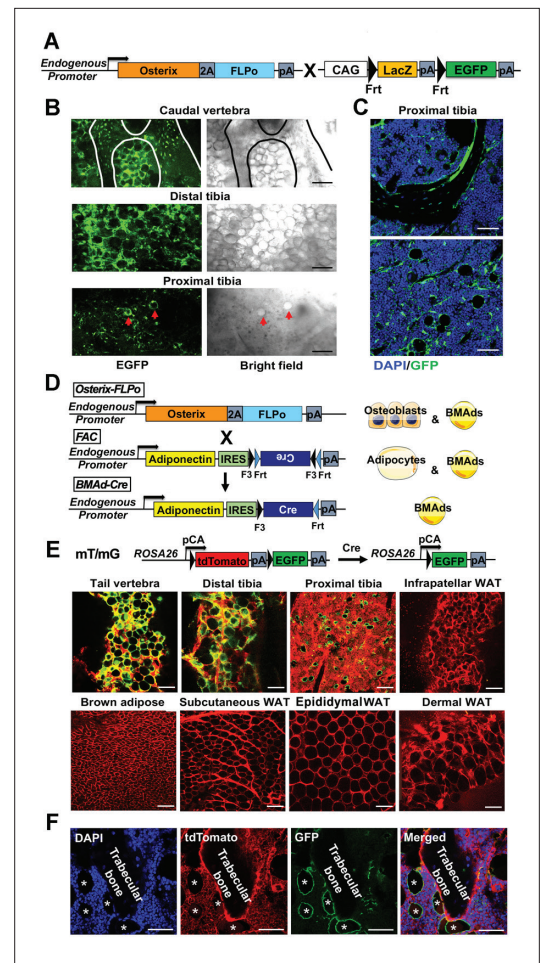 A
Endogenous
Promoter
Osterix
2A
FLPo
pA
X
CAG
LacZ
pA
EGFP
pA
Frt
Frt
B
Caudal vertebra
Distal tibia
Proximal tibia
EGFP
Bright field
C
Proximal tibia
DAPI/GFP
D
Osterix-FLPo
Endogenous
Promoter
Osterix
2A
FLPo
pA
Osteoblasts
&
BMAds
FAC
X
Endogenous
Promoter
Adiponectin
IRES
Cre
pA
F3 Frt
F3 Frt
Adipocytes
&
BMAds
BMAd-Cre
Endogenous
Promoter
Adiponectin
IRES
Cre
pA
F3
Frt
BMAds
E
mT/mG
ROSA26
pCA
tdTomato
pA
EGFP
pA
Cre
ROSA26
pCA
EGFP
pA
Tail vertebra
Distal tibia
Proximal tibia
Infrapatellar WAT
Brown adipose
Subcutaneous WAT
Epididymal WAT
Dermal WAT
F
DAPI
Trabecular
bone
*
*
*
*
tdTomato
Trabecular
bone
*
*
*
*
GFP
Trabecular
bone
*
*
*
*
Merged
Trabecular
bone
*
*
*
*